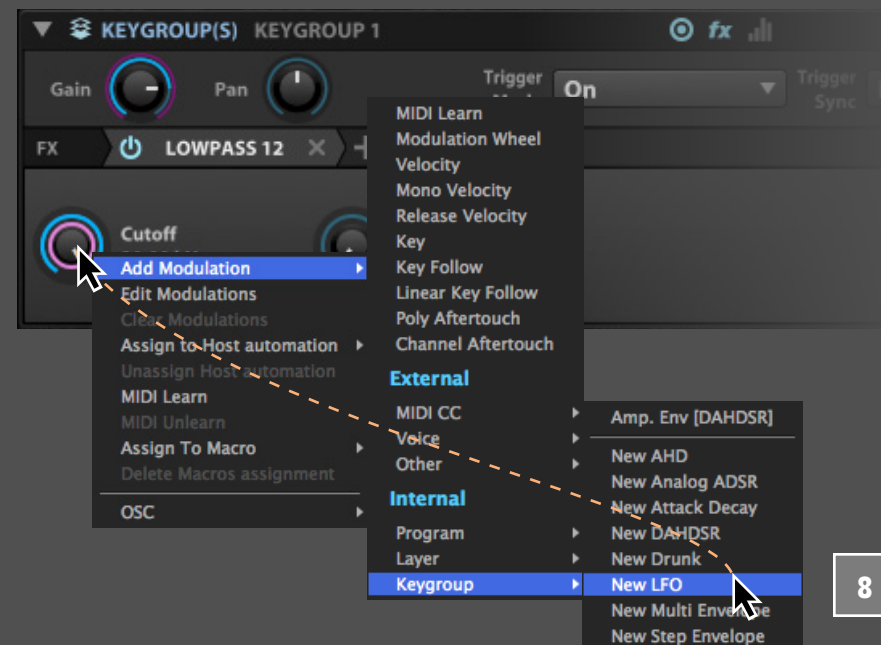 KEYGROUP(S) KEYGROUP 1
fx
Gain
Pan
Trigger
On
Trigger
Sync
FX
LOWPASS 12
Cutoff
Add Modulation
Edit Modulations
Clear Modulations
Assign to Host automation
Unassign Host automation
MIDI Learn
MIDI Unlearn
Assign To Macro
Delete Macros assignment
OSC
MIDI Learn
Modulation Wheel
Velocity
Mono Velocity
Release Velocity
Key
Key Follow
Linear Key Follow
Poly Aftertouch
Channel Aftertouch
External
MIDI CC
Voice
Other
Internal
Program
Layer
Keygroup
Amp. Env [DAHDSR]
New AHD
New Analog ADSR
New Attack Decay
New DAHDSR
New Drunk
New LFO
New Multi Envelope
New Step Envelope
8